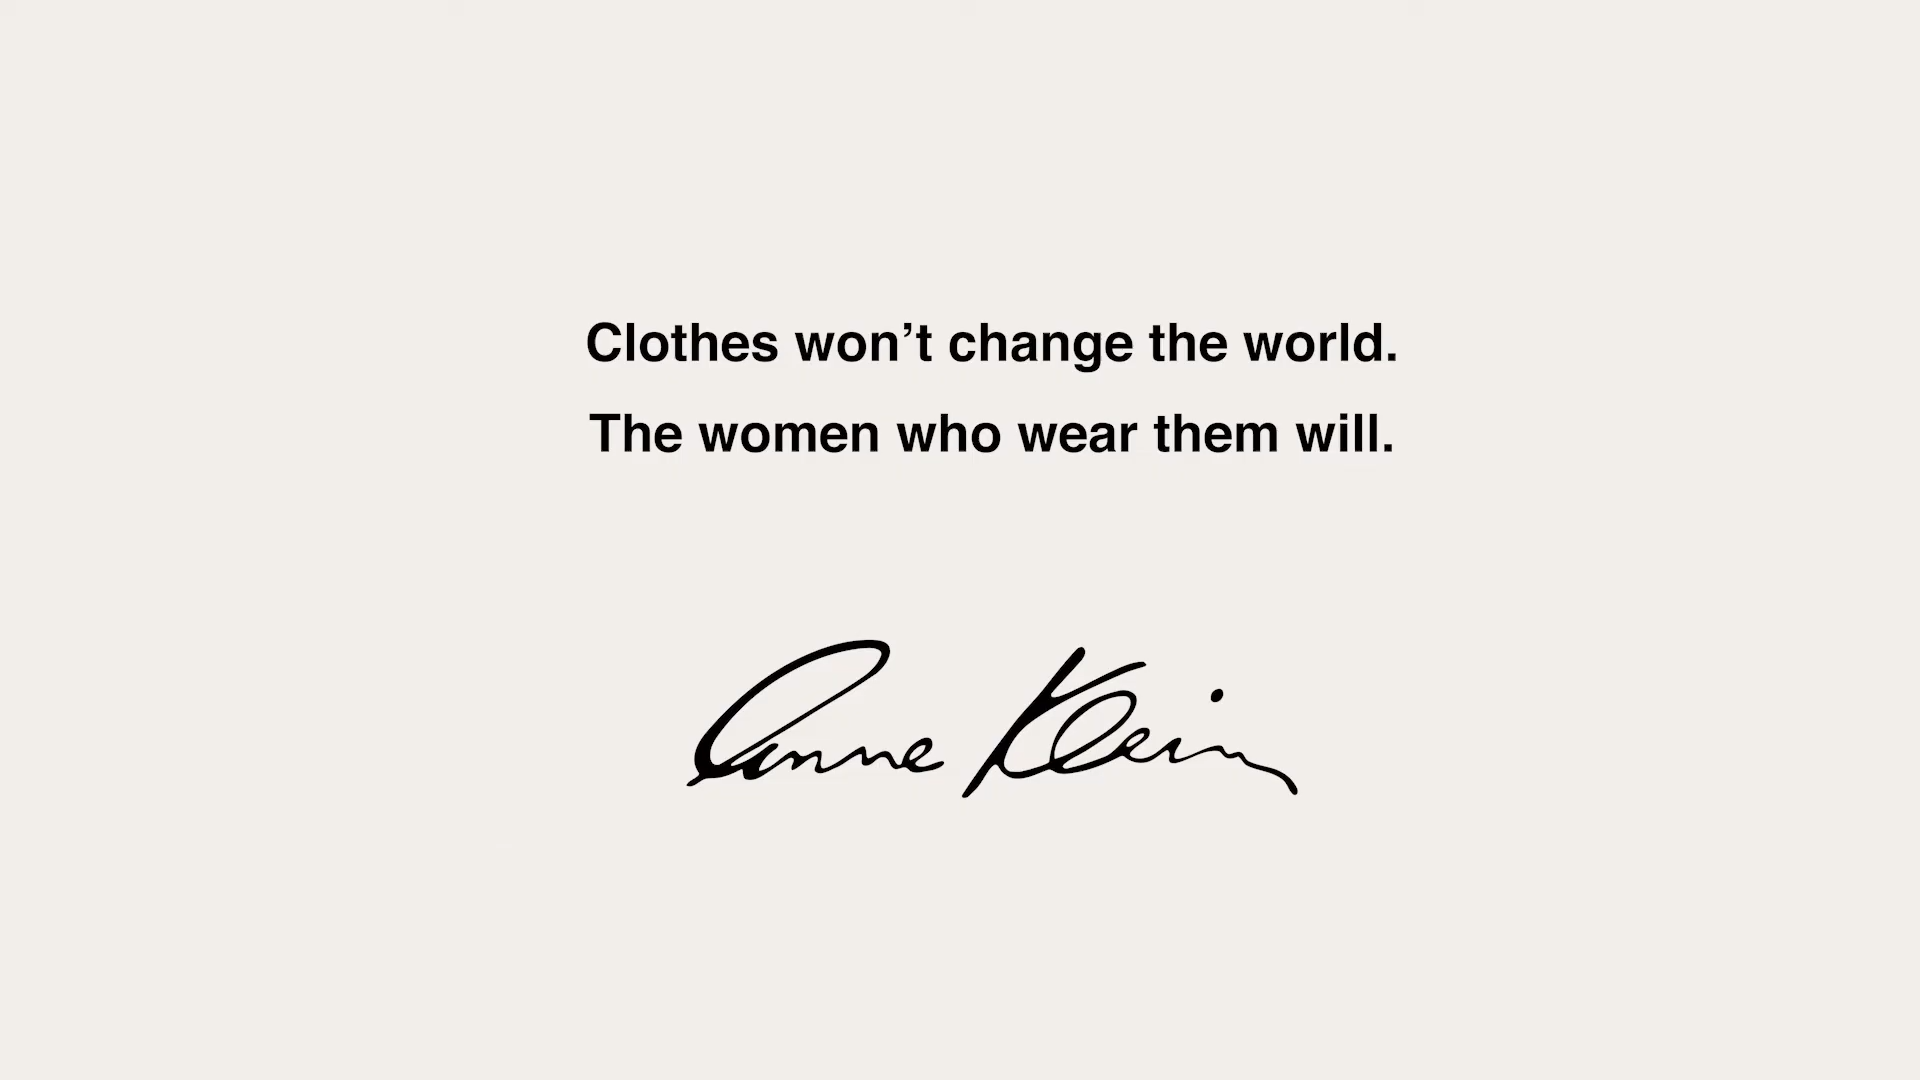 Clothes won’t change the world.
The women who wear them will.
Anne Klein